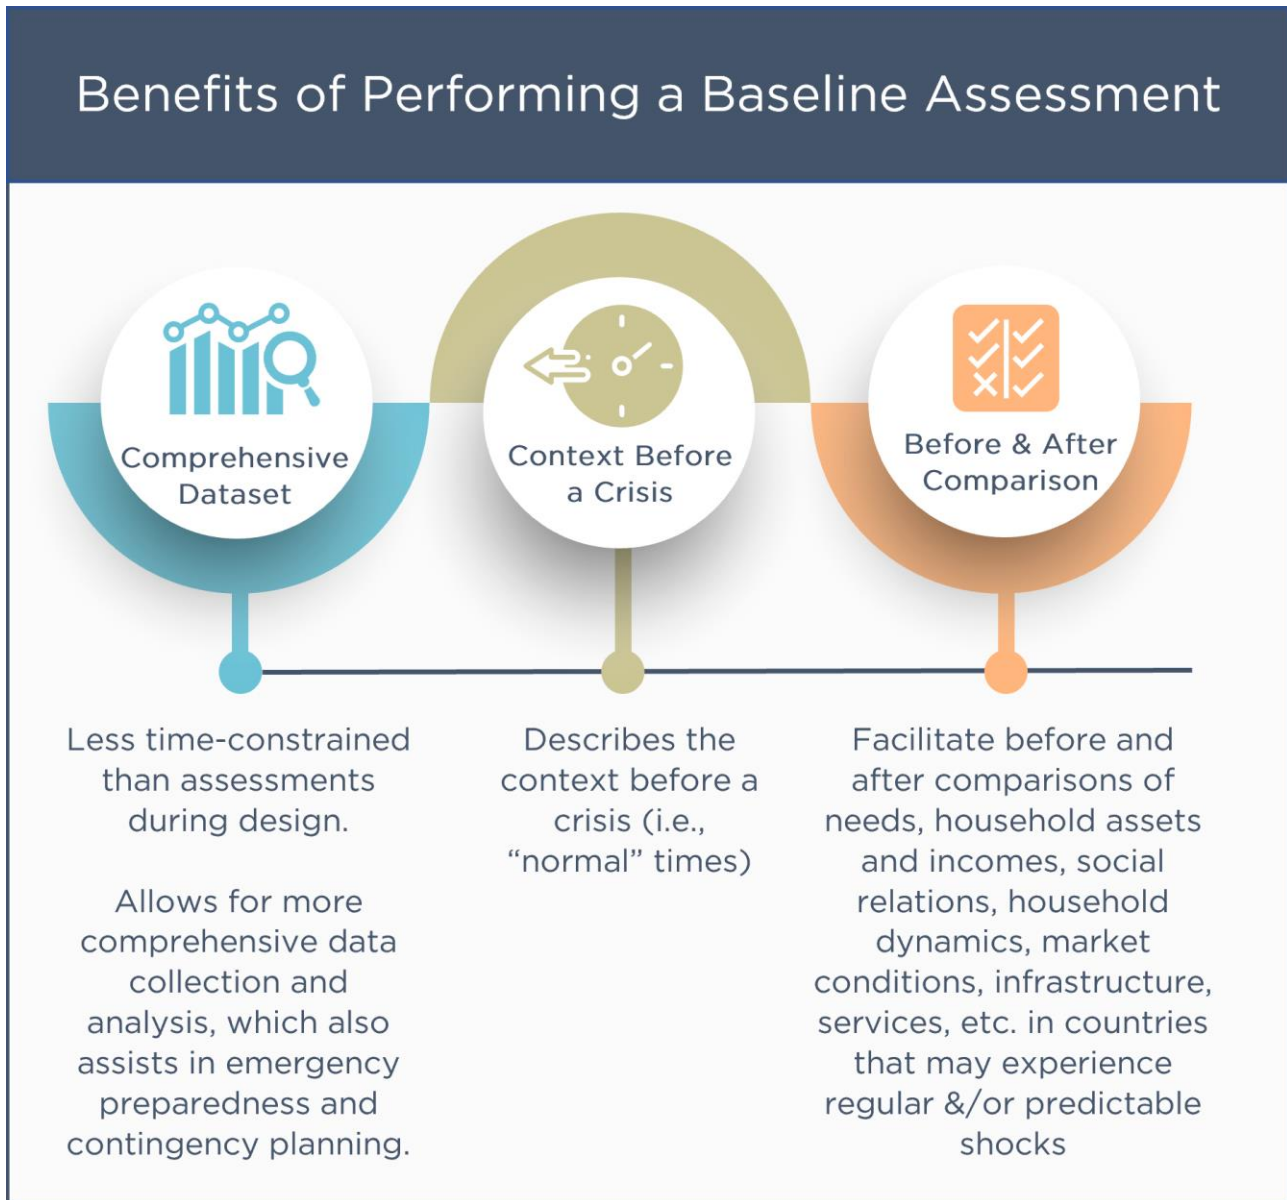 Benefits of Performing a Baseline Assessment
Comprehensive
Dataset
Context Before
a Crisis
Before & After
Comparison
Less time-constrained
than assessments
during design.
Allows for more
comprehensive data
collection and
analysis, which also
assists in emergency
preparedness and
contingency planning.
Describes the
context before a
crisis (i.e.,
“normal” times)
Facilitate before and
after comparisons of
needs, household assets
and incomes, social
relations, household
dynamics, market
conditions, infrastructure,
services, etc. in countries
that may experience
regular &/or predictable
shocks